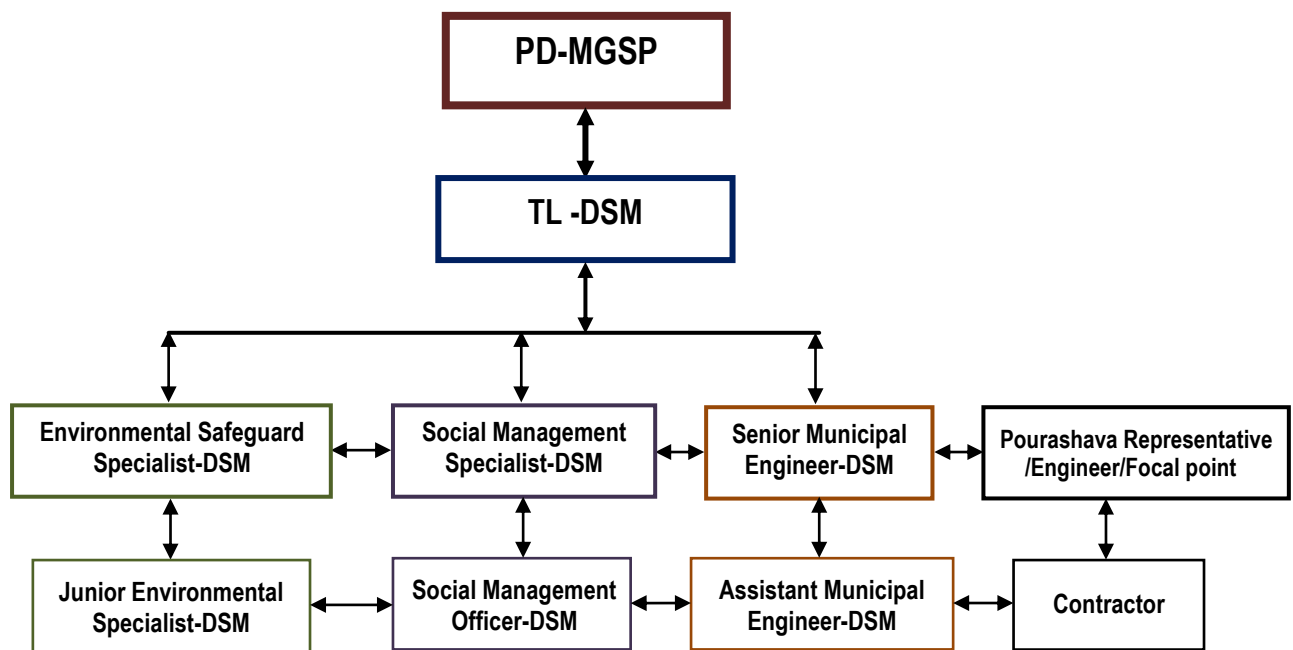 PD-MGSP
TL -DSM
Environmental Safeguard
Specialist-DSM
Social Management
Specialist-DSM
Senior Municipal
Engineer-DSM
Pourashava Representative
/Engineer/Focal point
Junior Environmental
Specialist-DSM
Social Management
Officer-DSM
Assistant Municipal
Engineer-DSM
Contractor